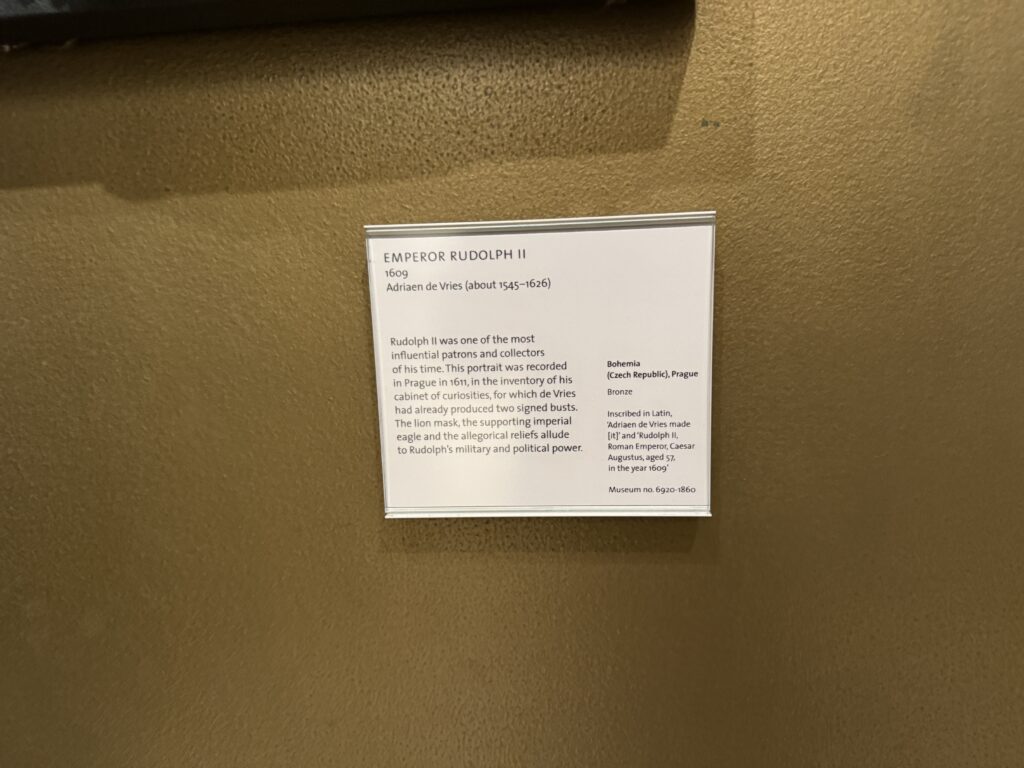 EMPEROR RUDOLPH II
1609
Adriaen de Vries (about 1545–1626)
Rudolph II was one of the most
influential patrons and collectors
of his time. This portrait was recorded
in Prague in 1611, in the inventory of his
cabinet of curiosities, for which de Vries
had already produced two signed busts.
The lion mask, the supporting imperial
eagle and the allegorical reliefs allude
to Rudolph's military and political power.
Bohemia
(Czech Republic), Prague
Bronze
Inscribed in Latin,
'Adriaen de Vries made
[it]' and 'Rudolph II,
Roman Emperor, Caesar
Augustus, aged 57,
in the year 1609'
Museum no. 6920-1860